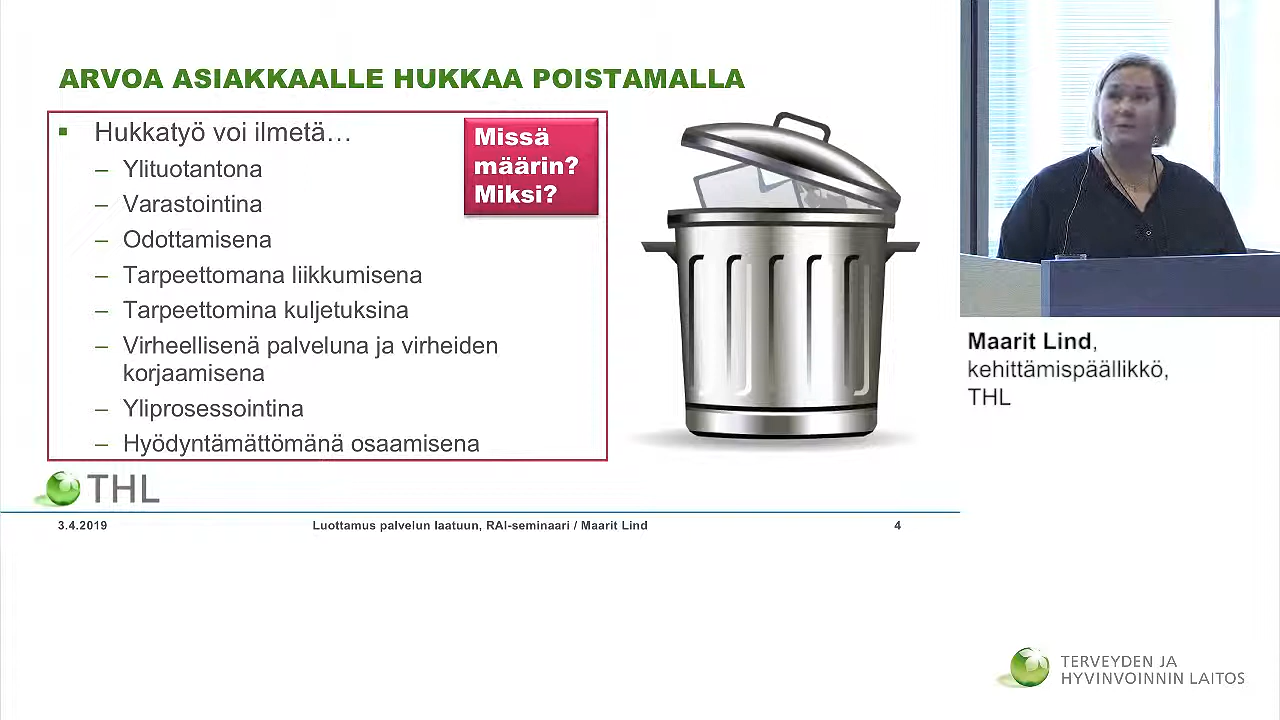 ARVOA ASIAKKAALLE HUKKAA POISTAMALLA
Hukkatyö voi ilmetä…
– Ylituotantona
– Varastointina
– Odottamisena
– Tarpeettomana liikkumisena
– Tarpeettomina kuljetuksina
– Virheellisenä palveluna ja virheiden
korjaamisena
– Yliprosessointina
– Hyödyntämättömänä osaamisena
Missä
määrin?
Miksi?
THL
3.4.2019
Luottamus palvelun laatuun, RAI-seminaari / Maarit Lind
4
Maarit Lind,
kehittämispäällikkö,
THL
TERVEYDEN JA
HYVINVOINNIN LAITOS